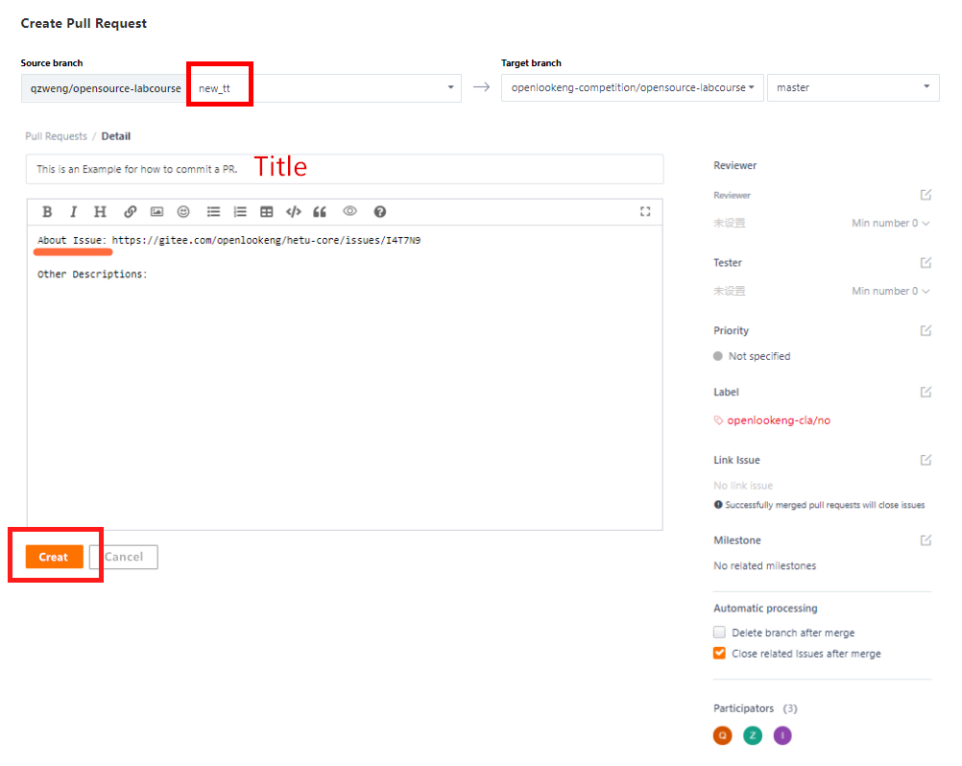 Create Pull Request
Source branch
Target branch
qzweng/opensource-labcourse
new_tt
openlookeng-competition/opensource-labcourse
master
Pull Requests / Detail
This is an Example for how to commit a PR.
Title
About Issue: https://gitee.com/openlookeng/hetu-core/issues/I4T7N9
Other Descriptions:
Creat
Cancel
Reviewer
Reviewer
未设置
Min number 0
Tester
未设置
Min number 0
Priority
Not specified
Label
openlookeng-cla/no
Link Issue
No link issue
Successfully merged pull requests will close issues
Milestone
No related milestones
Automatic processing
Delete branch after merge
Close related Issues after merge
Participators (3)
Q Z I